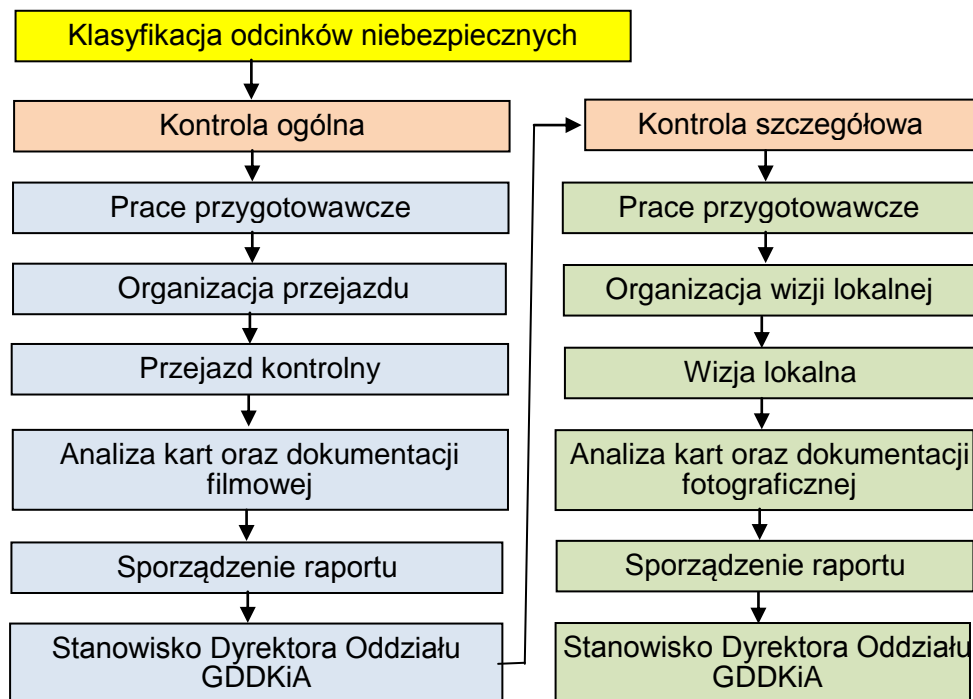 Klasyfikacja odcinków niebezpiecznych
Kontrola ogólna
Prace przygotowawcze
Organizacja przejazdu
Przejazd kontrolny
Analiza kart oraz dokumentacji
filmowej
Sporządzenie raportu
Stanowisko Dyrektora Oddziału
GDDKiA
Kontrola szczegółowa
Prace przygotowawcze
Organizacja wizji lokalnej
Wizja lokalna
Analiza kart oraz dokumentacji
fotograficznej
Sporządzenie raportu
Stanowisko Dyrektora Oddziału
GDDKiA